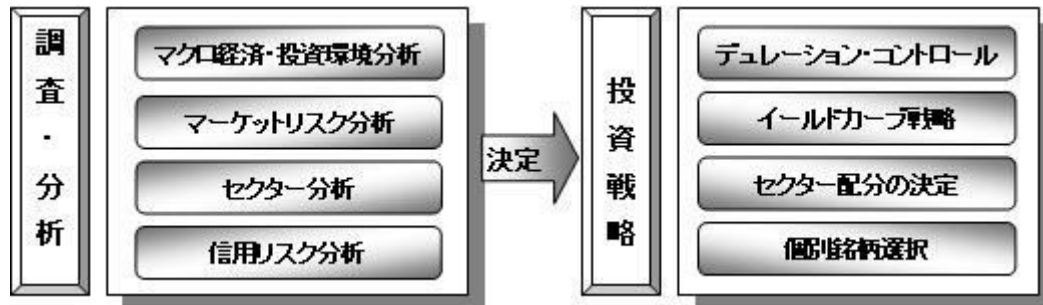 調査・分析
マクロ経済・投資環境分析
マーケットリスク分析
セクター分析
信用リスク分析
決定
投資戦略
デュレーション・コントロール
イールドカーブ戦略
セクター配分の決定
個別銘柄選択